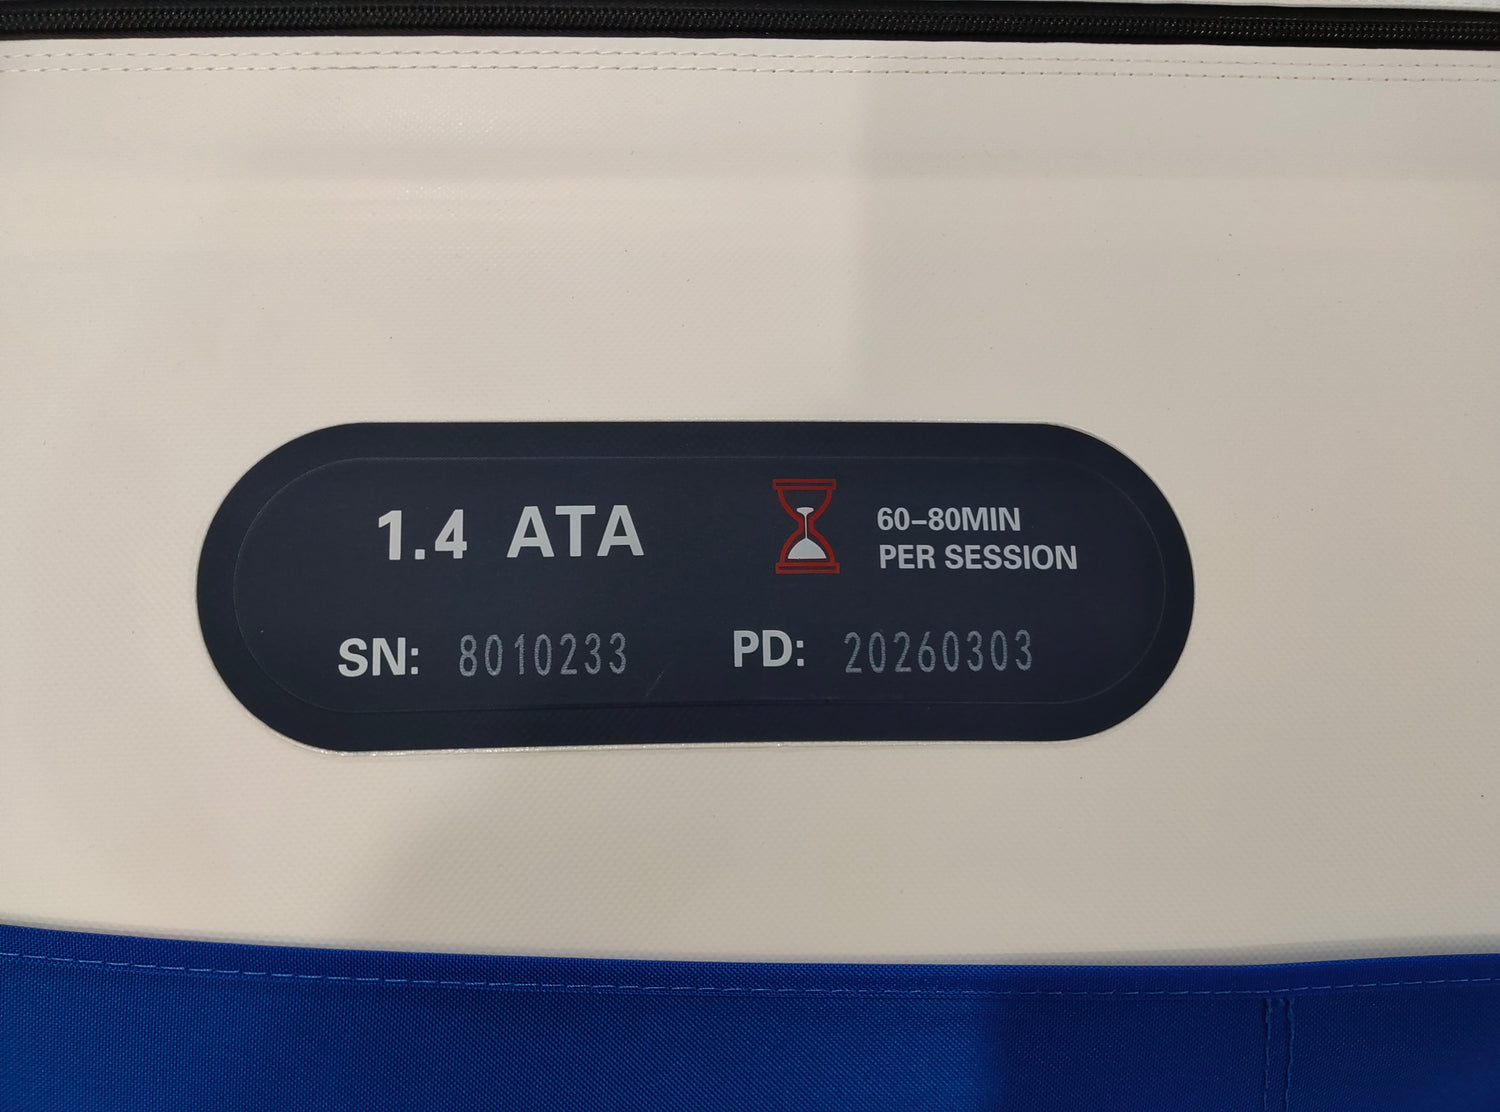 1.4 ATA
60–80MIN
PER SESSION
SN: 8010233
PD: 20260303